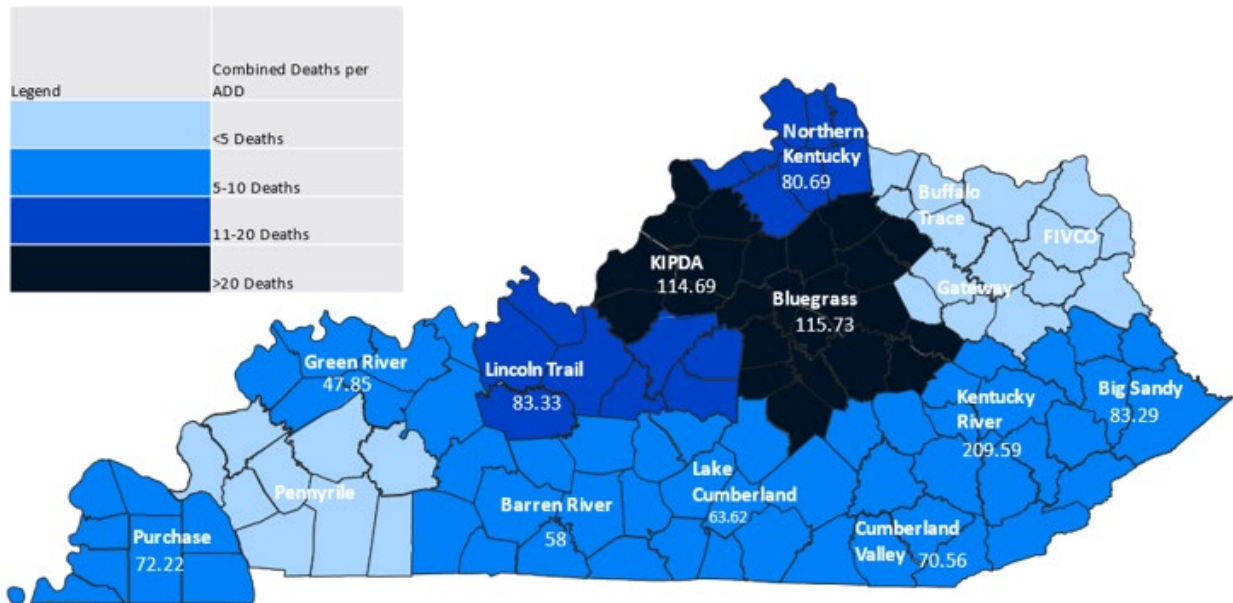 Legend
Combined Deaths per
ADD
<5 Deaths
5-10 Deaths
11-20 Deaths
>20 Deaths
Northern
Kentucky
80.69
Buffalo
Trace
FIVCO
KIPDA
114.69
Gateway
Bluegrass
115.73
Green River
47.85
Lincoln Trail
83.33
Kentucky
River
209.59
Big Sandy
83.29
Pennyrile
Lake
Cumberland
63.62
Barren River
58
Purchase
72.22
Cumberland
Valley
70.56